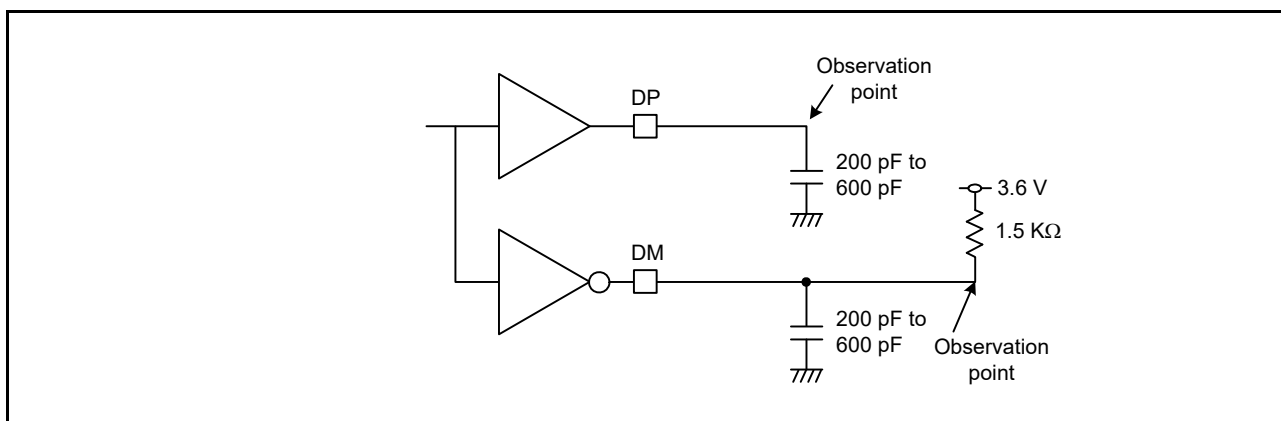 Observation
point
DP
200 pF to
600 pF
3.6 V
1.5 KΩ
DM
200 pF to
600 pF
Observation
point